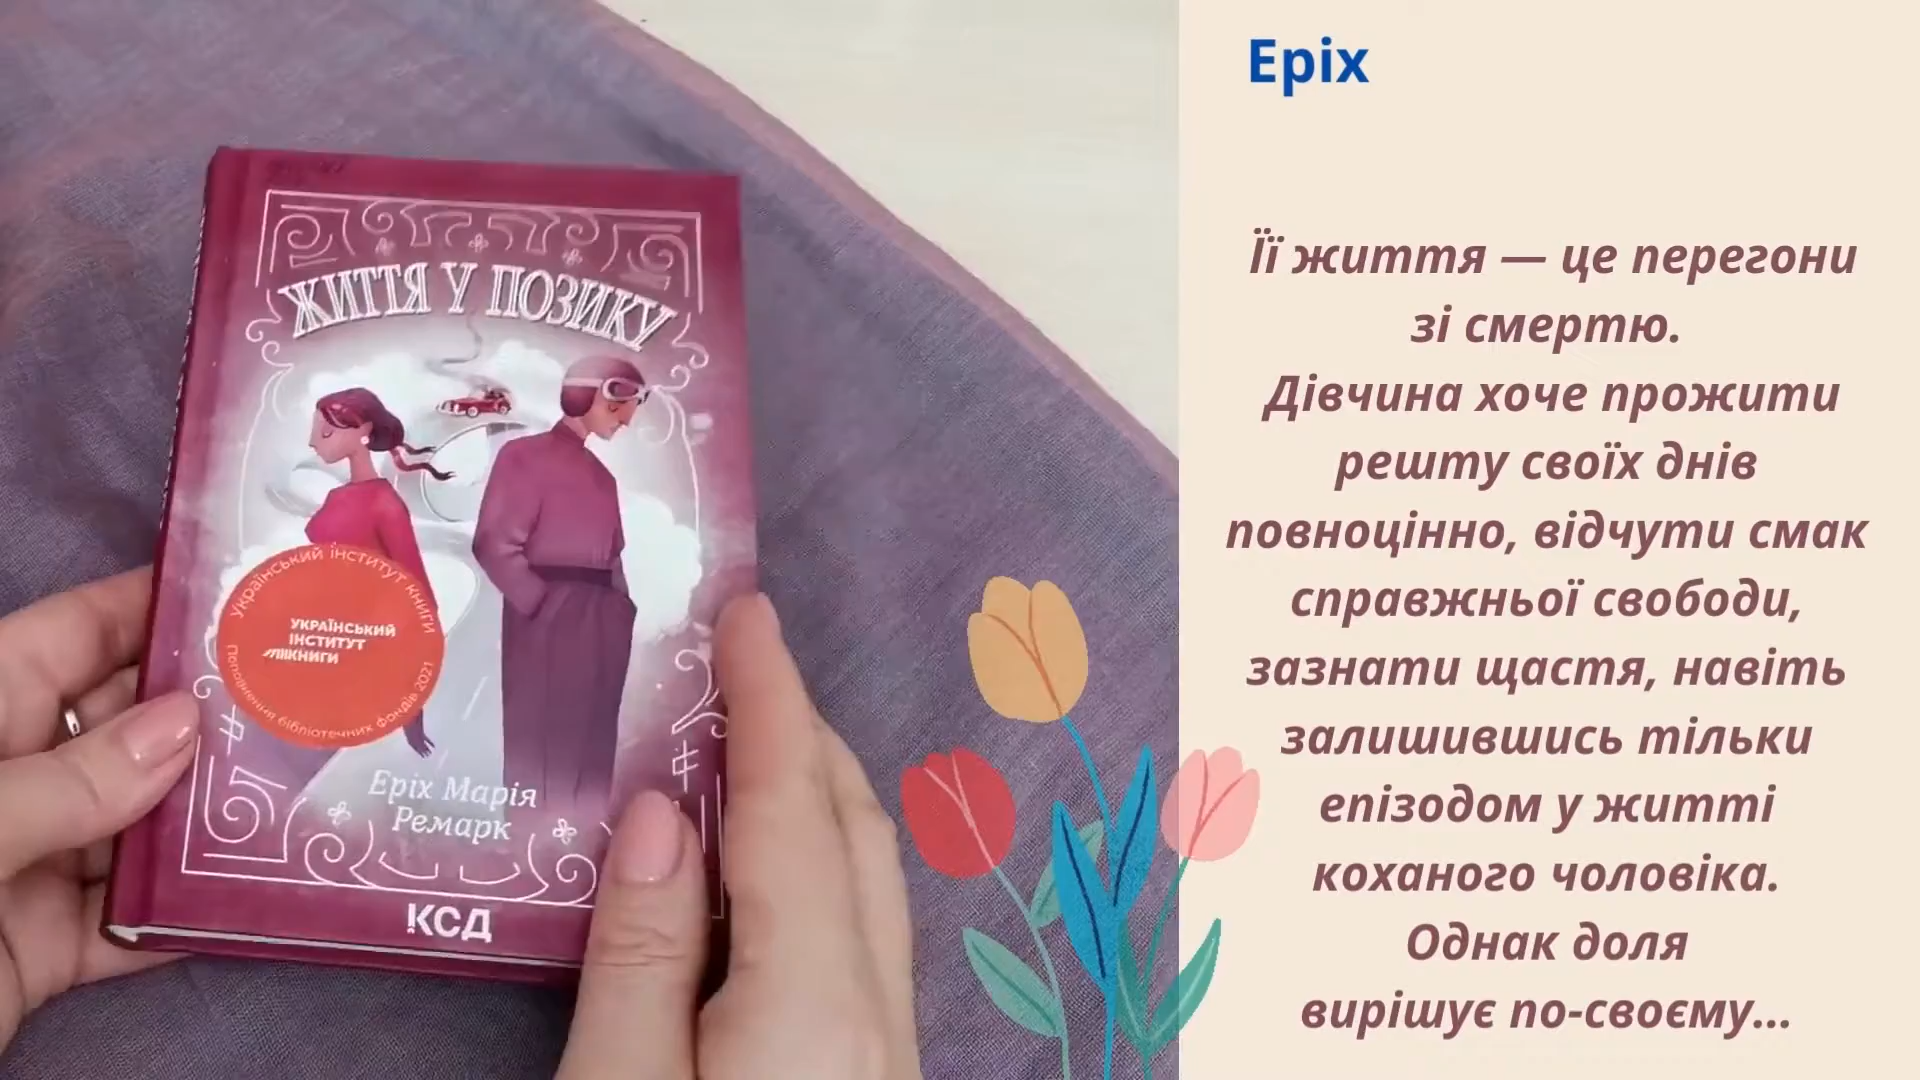 ЖИТТЯ У ПОЗИКУ
Український інститут книги
УКРАЇНСЬКИЙ
ІНСТИТУТ
КНИГИ
Поповнення бібліотечних фондів 2021
Еріх Марія
Ремарк
КСД
Еріх
Її життя — це перегони
зі смертю.
Дівчина хоче прожити
решту своїх днів
повноцінно, відчути смак
справжньої свободи,
зазнати щастя, навіть
залишившись тільки
епізодом у житті
коханого чоловіка.
Однак доля
вирішує по-своєму...